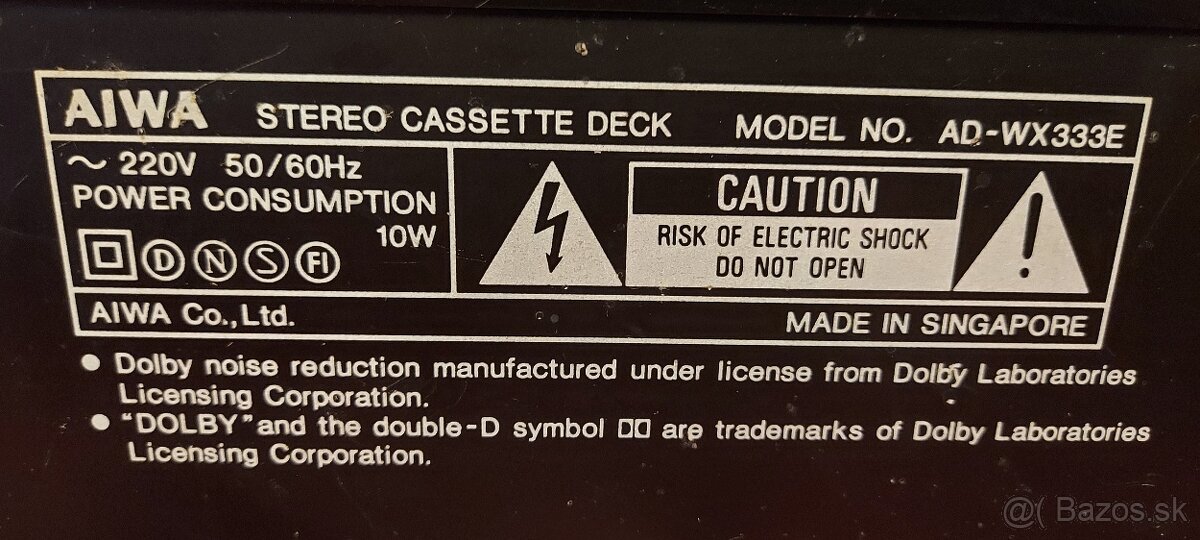 AIWA STEREO CASSETTE DECK MODEL NO. AD-WX333E
~ 220V 50/60Hz
POWER CONSUMPTION
10W
D N S FI
CAUTION
RISK OF ELECTRIC SHOCK
DO NOT OPEN
AIWA Co.,Ltd. MADE IN SINGAPORE
● Dolby noise reduction manufactured under license from Dolby Laboratories
Licensing Corporation.
● "DOLBY" and the double-D symbol DD are trademarks of Dolby Laboratories
Licensing Corporation.
@( Bazos.sk